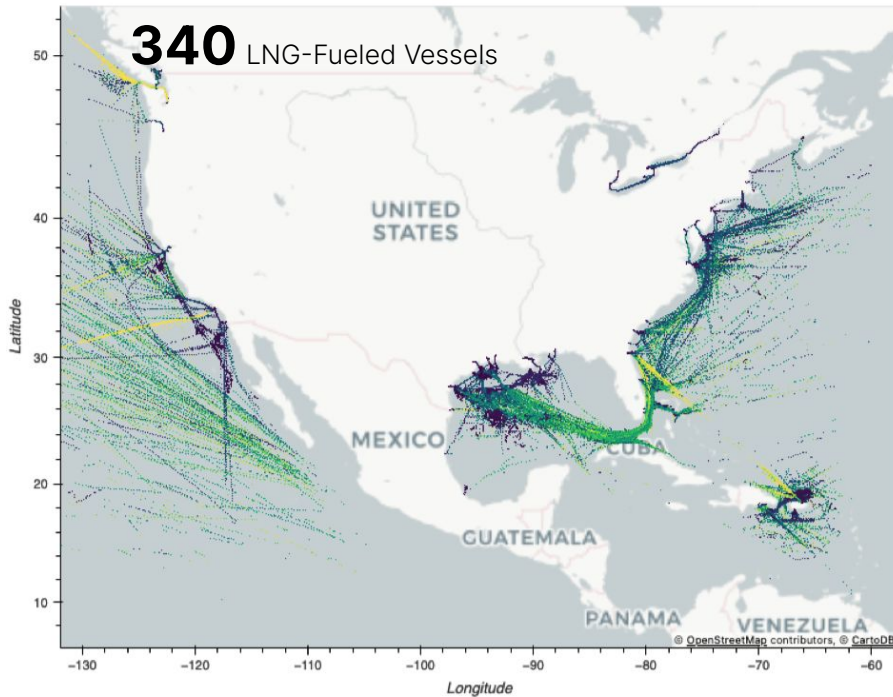 340 LNG-Fueled Vessels
50
40
30
20
10
Latitude
UNITED
STATES
MEXICO
CUBA
GUATEMALA
PANAMA
VENEZUELA
© OpenStreetMap contributors, © CartoDB
−130
−120
−110
−100
−90
−80
−70
−60
Longitude